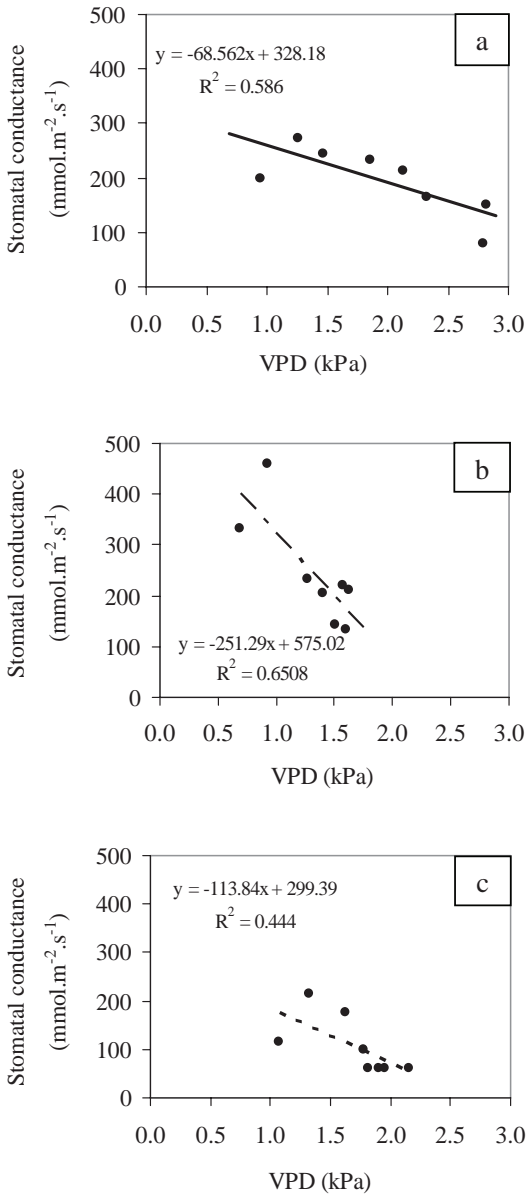 a
y = -68.562x + 328.18
R² = 0.586
Stomatal conductance
(mmol.m⁻².s⁻¹)
500
400
300
200
100
0
0.0 0.5 1.0 1.5 2.0 2.5 3.0
VPD (kPa)
b
Stomatal conductance
(mmol.m⁻².s⁻¹)
500
400
300
200
100
0
y = -251.29x + 575.02
R² = 0.6508
0.0 0.5 1.0 1.5 2.0 2.5 3.0
VPD (kPa)
c
y = -113.84x + 299.39
R² = 0.444
Stomatal conductance
(mmol.m⁻².s⁻¹)
500
400
300
200
100
0
0.0 0.5 1.0 1.5 2.0 2.5 3.0
VPD (kPa)